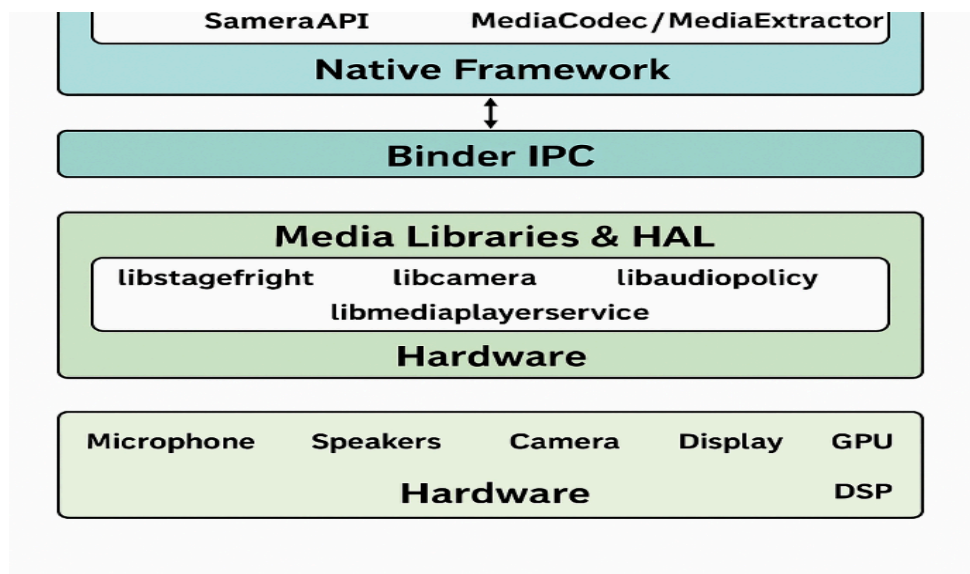 SameraAPI MediaCodec/MediaExtractor
Native Framework
Binder IPC
Media Libraries & HAL
libstagefright libcamera libaudiopolicy
libmediaplayerservice
Hardware
Microphone Speakers Camera Display GPU
Hardware DSP